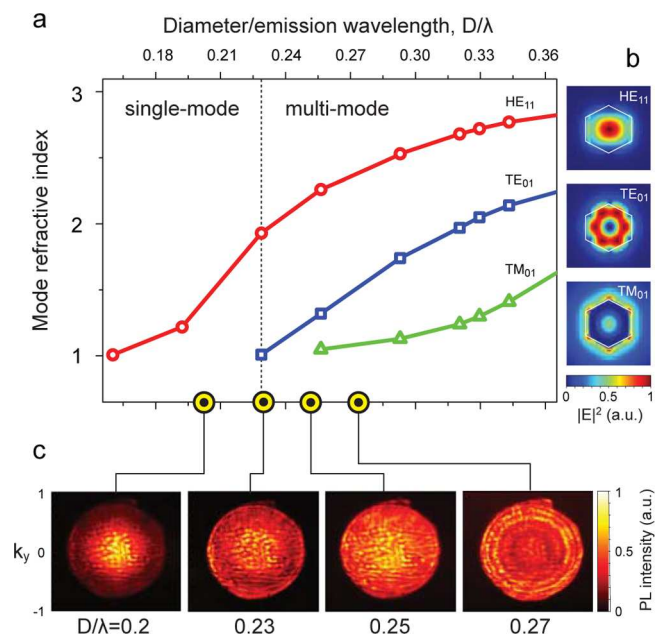 a
Diameter/emission wavelength, D/λ
0.18 0.21 0.24 0.27 0.30 0.33 0.36
b
3
2
1
Mode refractive index
single-mode
multi-mode
HE11
TE01
TM01
HE11
TE01
TM01
0 0.5 1
|E|² (a.u.)
c
1
0
-1
ky
1
0.5
0
PL intensity (a.u.)
D/λ=0.2 0.23 0.25 0.27